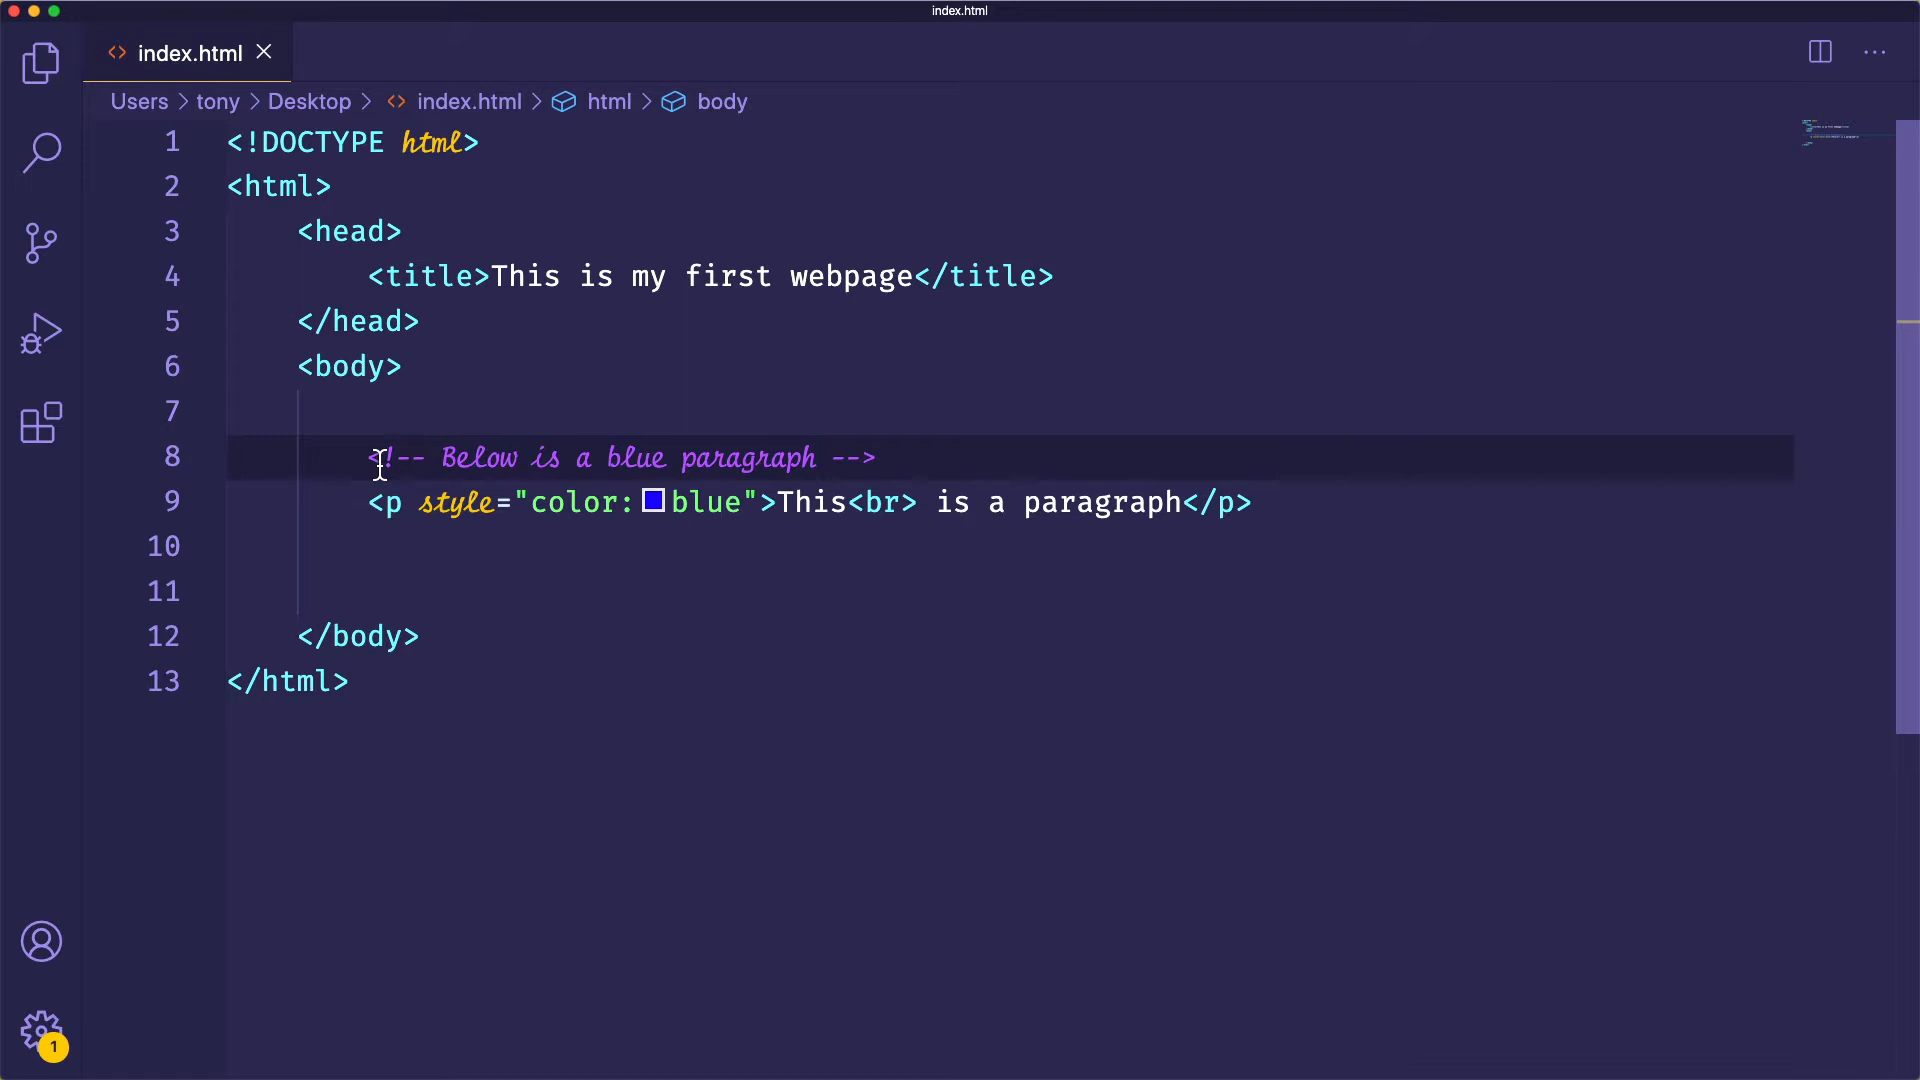 index.html
index.html
Users > tony > Desktop > index.html > html > body
1 <!DOCTYPE html>
2 <html>
3     <head>
4         <title>This is my first webpage</title>
5     </head>
6     <body>
7
8         <!-- Below is a blue paragraph -->
9         <p style="color:blue">This<br> is a paragraph</p>
10
11
12     </body>
13 </html>
1